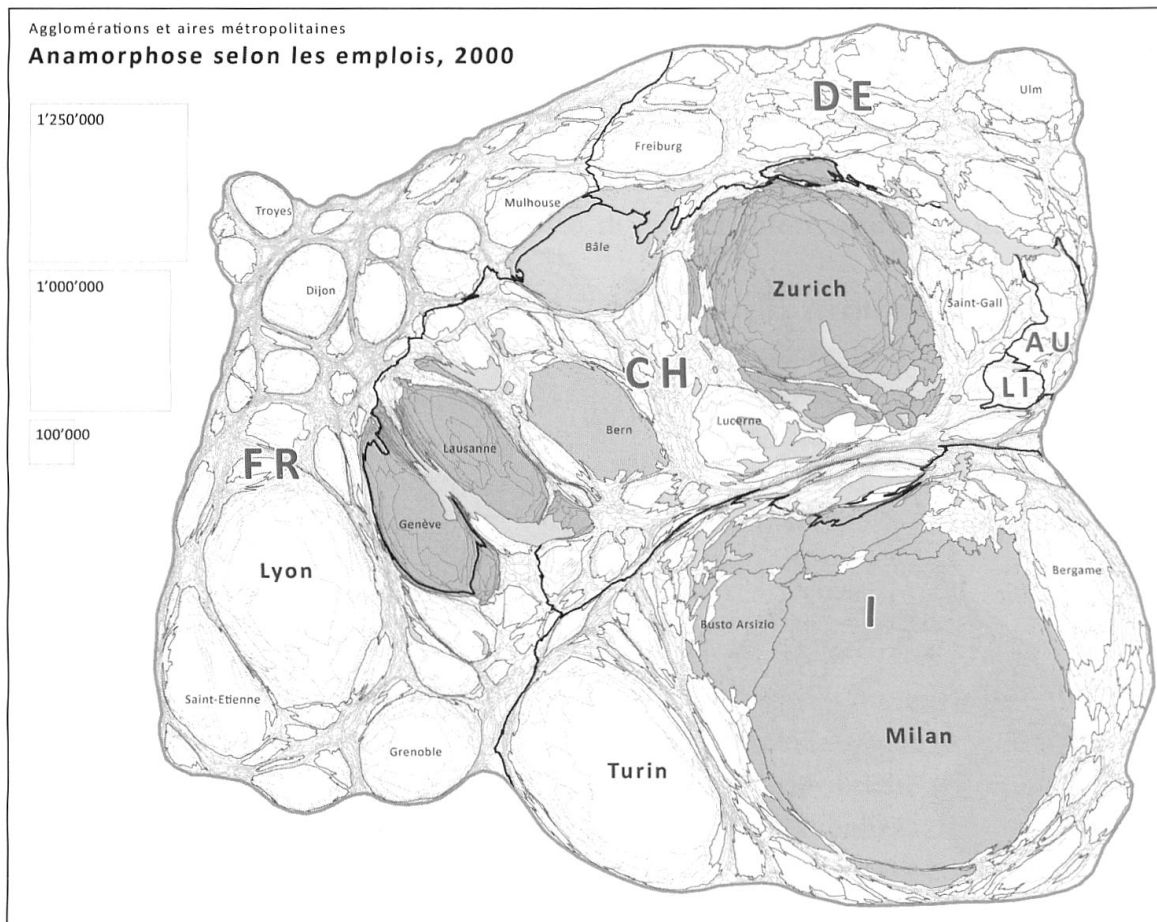 Agglomérations et aires métropolitaines
Anamorphose selon les emplois, 2000
DE
Ulm
1'250'000
Freiburg
Mulhouse
Troyes
Bâle
1'000'000
Dijon
Zurich
Saint-Gall
AU
CH
LI
Lucerne
100'000
Bern
Lausanne
FR
Genève
Lyon
Bergame
I
Busto Arsizio
Saint-Etienne
Milan
Grenoble
Turin